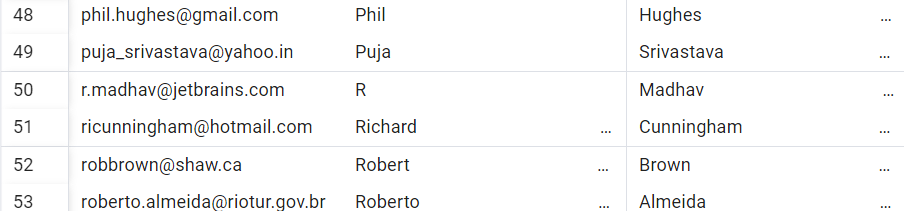 48 phil.hughes@gmail.com Phil Hughes ...
49 puja_srivastava@yahoo.in Puja Srivastava ...
50 r.madhav@jetbrains.com R Madhav ...
51 ricunningham@hotmail.com Richard ... Cunningham ...
52 robbrown@shaw.ca Robert ... Brown ...
53 roberto.almeida@riotur.gov.br Roberto ... Almeida ...